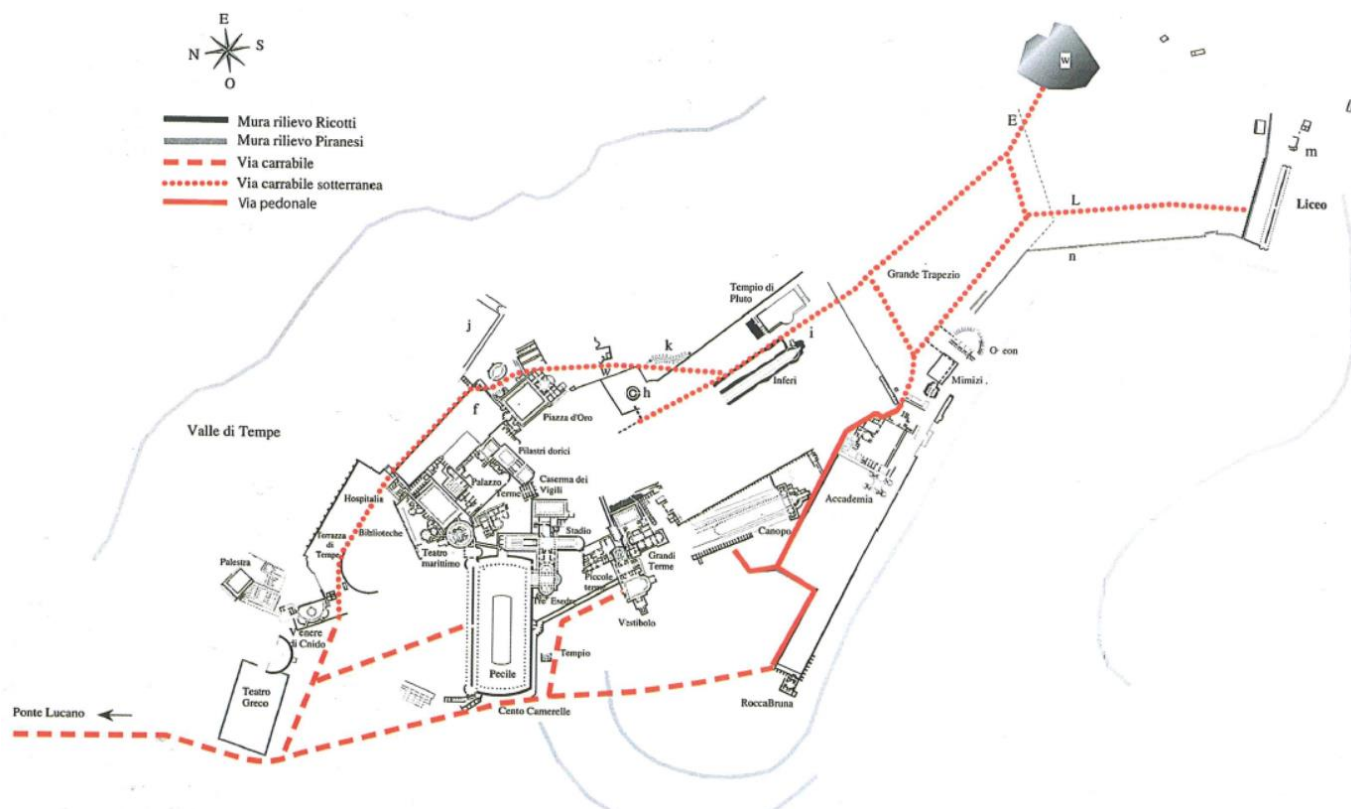 E
N
S
O
W
Mura rilievo Ricotti
Mura rilievo Piranesi
Via carrabile
Via carrabile sotterranea
Via pedonale
E
m
L
Liceo
n
Grande Trapezio
Tempio di
Pluto
j
i
k
O eon
Inferi
Mimizi
h
f
Piazza d'Oro
Valle di Tempe
Pilastri dorici
Palazzo
Terme
Caserma dei
Vigili
Hospitalia
Accademia
Biblioteche
Stadio
Canopo
Terrazza
di
Tempe
Teatro
marittimo
Grandi
Terme
Palestra
Piccole
terme
Tre Esedre
Vestibolo
Venere
di Cnido
Tempio
Pecile
Teatro
Greco
RoccaBruna
Cento Camerelle
Ponte Lucano